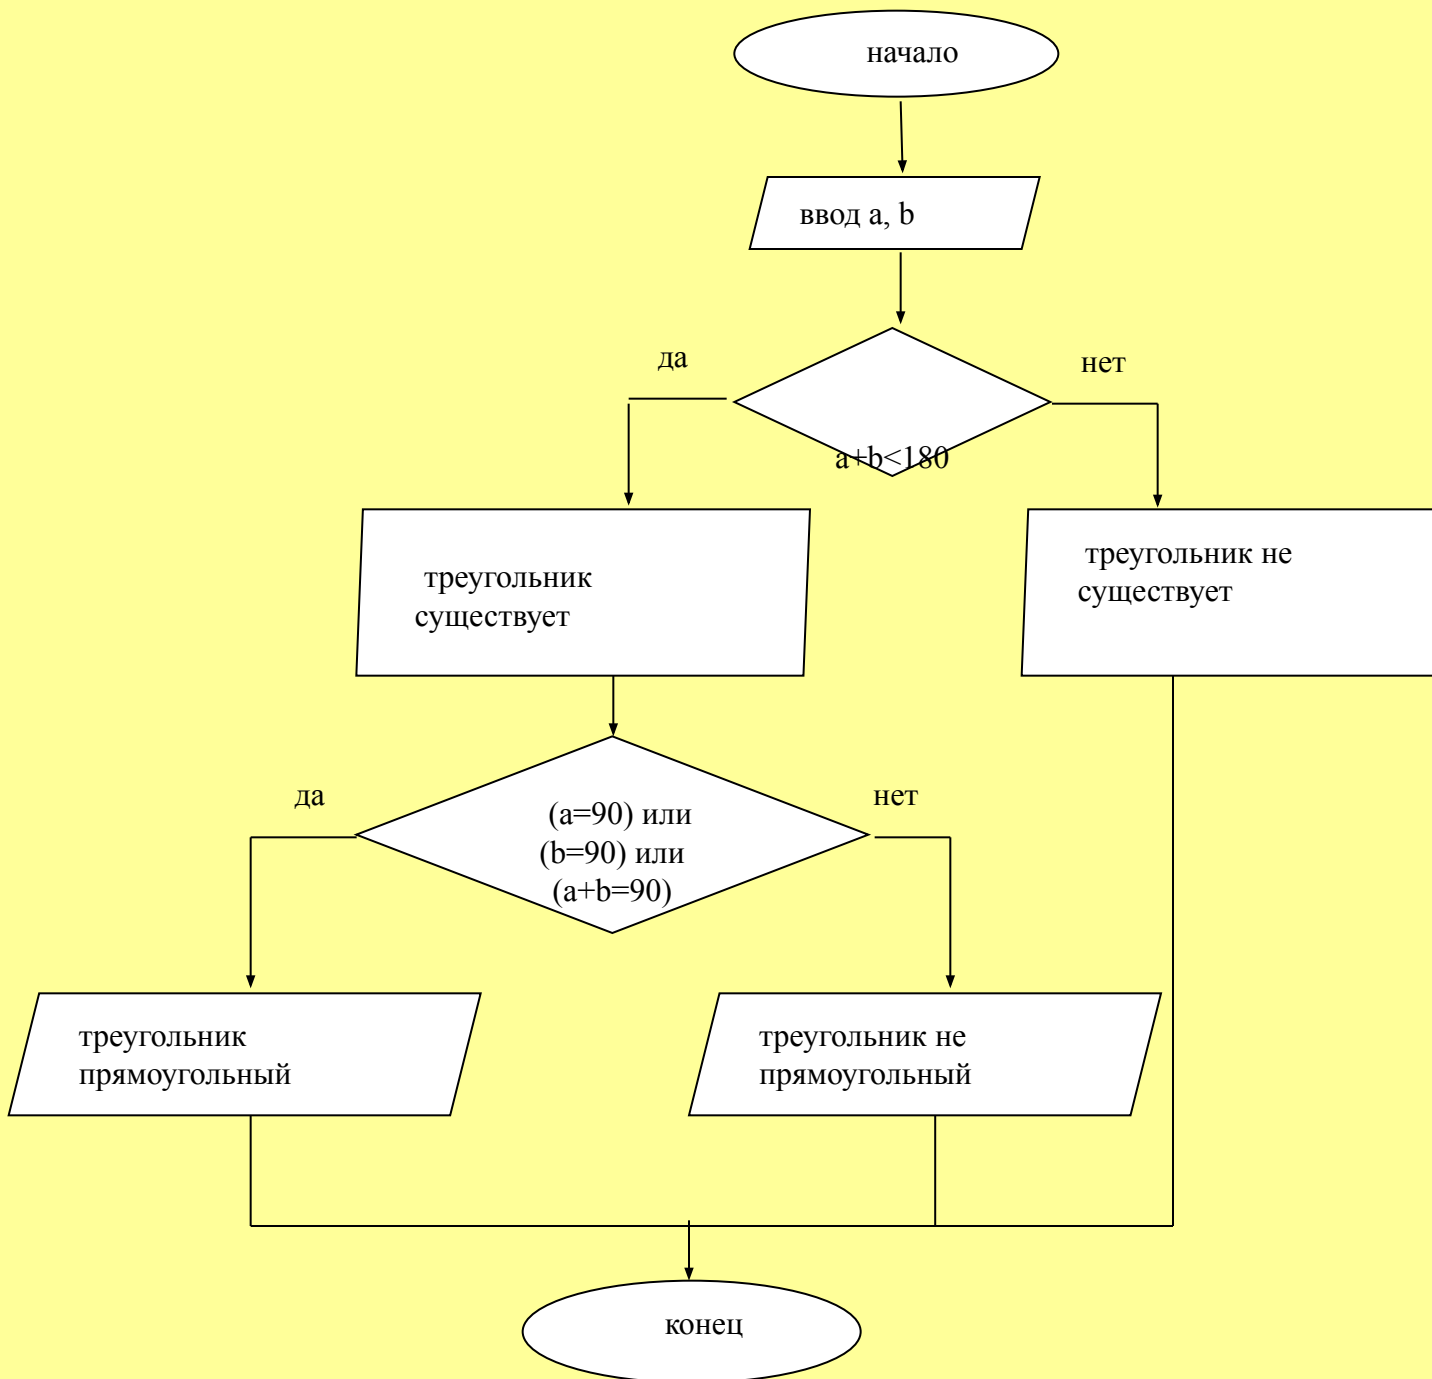 начало
ввод a, b
да
нет
a+b<180
треугольник
существует
треугольник не
существует
да
нет
(a=90) или
(b=90) или
(a+b=90)
треугольник
прямоугольный
треугольник не
прямоугольный
конец